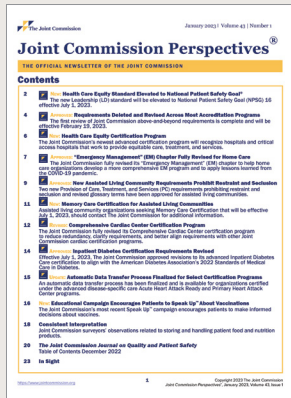 The Joint Commission
January 2023 | Volume 43 | Number 1
Joint Commission Perspectives®
THE OFFICIAL NEWSLETTER OF THE JOINT COMMISSION
Contents
2 New: Health Care Equity Standard Elevated to National Patient Safety Goal®
The new Leadership (LD) standard will be elevated to National Patient Safety Goal (NPSG) 16
effective July 1, 2023.
4 Approved: Requirements Deleted and Revised Across Most Accreditation Programs
The first review of Joint Commission above-and-beyond requirements is complete and will be
effective February 19, 2023.
6 New: Health Care Equity Certification Program
The Joint Commission's newest advanced certification program will recognize hospitals and critical
access hospitals that work to provide equitable care, treatment, and services.
7 Approved: "Emergency Management" (EM) Chapter Fully Revised for Home Care
The Joint Commission fully revised its "Emergency Management" (EM) chapter to help home
care organizations develop a more comprehensive EM program and to apply lessons learned from
the COVID-19 pandemic.
9 Approved: New Assisted Living Community Requirements Prohibit Restraint and Seclusion
Two new Provision of Care, Treatment, and Services (PC) requirements prohibiting restraint and
seclusion and revised glossary terms have been approved for assisted living communities.
11 New: Memory Care Certification for Assisted Living Communities
Assisted living community organizations seeking Memory Care Certification that will be effective
July 1, 2023, should contact The Joint Commission for additional information.
12 Revised: Comprehensive Cardiac Center Certification Program
The Joint Commission fully revised its Comprehensive Cardiac Center certification program
to reduce redundancy, clarify requirements, and better align requirements with other Joint
Commission cardiac certification programs.
Approved: Inpatient Diabetes Certification Requirements Revised
Effective July 1, 2023, The Joint Commission approved revisions to its advanced Inpatient Diabetes
Care certification to align with the American Diabetes Association's 2022 Standards of Medical
Care in Diabetes.
15 Automatic Data Transfer Process Finalized for Select Certification Programs
An automatic data transfer process has been finalized and is available for organizations certified
under the advanced disease-specific care Acute Heart Attack Ready and Primary Heart Attack
Center programs.
16 New: Educational Campaign Encourages Patients to Speak Up™ About Vaccinations
The Joint Commission's most recent Speak Up™ campaign encourages patients to make informed
decisions about vaccines.
18 Consistent Interpretation
Joint Commission surveyors' observations related to storing and handling patient food and nutrition
products.
20 The Joint Commission Journal on Quality and Patient Safety
Table of Contents December 2022
23 In Sight
https://www.jointcommission.org
1
Copyright 2023 The Joint Commission
Joint Commission Perspectives®, January 2023, Volume 43, Issue 1